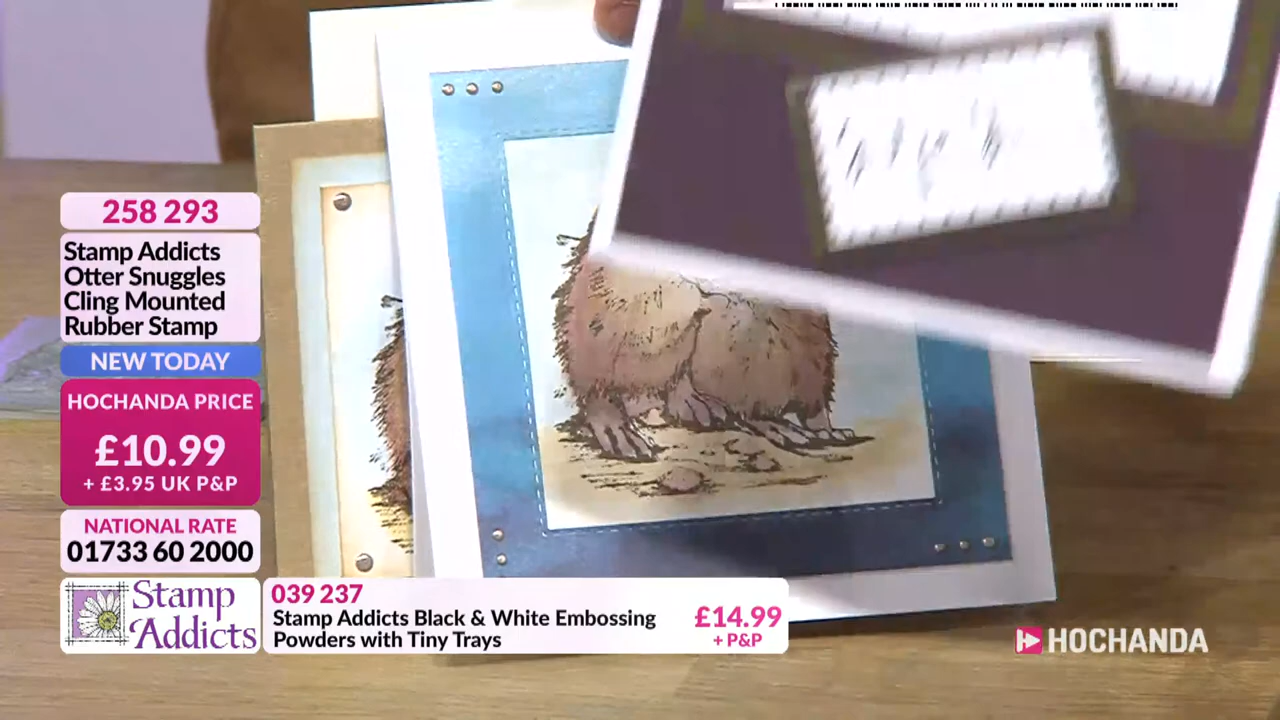 258 293
Stamp Addicts
Otter Snuggles
Cling Mounted
Rubber Stamp
NEW TODAY
HOCHANDA PRICE
£10.99
+ £3.95 UK P&P
NATIONAL RATE
01733 60 2000
Stamp
Addicts
039 237
Stamp Addicts Black & White Embossing
Powders with Tiny Trays
£14.99
+ P&P
HOCHANDA